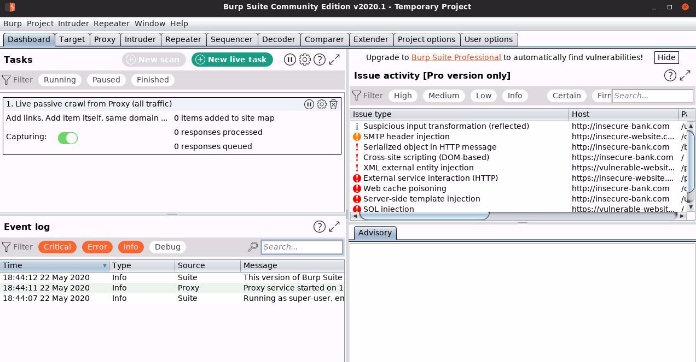 Burp Suite Community Edition v2020.1 - Temporary Project
Burp Project Intruder Repeater Window Help
Dashboard Target Proxy Intruder Repeater Sequencer Decoder Comparer Extender Project options User options
Tasks
New scan
New live task
Filter Running Paused Finished
1. Live passive crawl from Proxy (all traffic)
Add links. Add item itself, same domain ...
0 items added to site map
Capturing:
0 responses processed
0 responses queued
Event log
Filter Critical Error Info Debug Search...
Time Type Source Message
18:44:12 22 May 2020 Info Suite This version of Burp Suite
18:44:11 22 May 2020 Info Proxy Proxy service started on 1
18:44:07 22 May 2020 Info Suite Running as super-user, en
Upgrade to Burp Suite Professional to automatically find vulnerabilities! Hide
Issue activity [Pro version only]
Filter High Medium Low Info Certain Firr Search...
Issue type Host Pa
Suspicious input transformation (reflected) http://insecure-bank.com
SMTP header injection http://insecure-website.c...
Serialized object in HTTP message http://insecure-bank.com
Cross-site scripting (DOM-based) https://insecure-bank.com
XML external entity injection https://vulnerable-websit...
External service interaction (HTTP) https://insecure-website....
Web cache poisoning http://insecure-bank.com
Server-side template injection http://insecure-bank.com
SQL injection https://vulnerable-websit...
Advisory